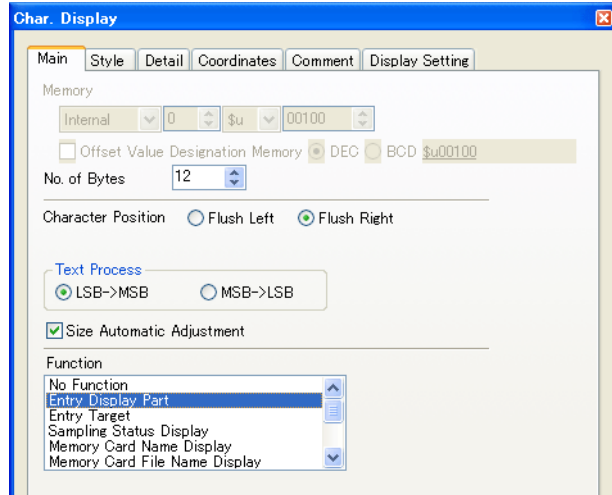 Char. Display
Main Style Detail Coordinates Comment Display Setting
Memory
Internal 0 $u 00100
Offset Value Designation Memory DEC BCD $u00100
No. of Bytes 12
Character Position Flush Left Flush Right
Text Process
LSB->MSB MSB->LSB
Size Automatic Adjustment
Function
No Function
Entry Display Part
Entry Target
Sampling Status Display
Memory Card Name Display
Memory Card File Name Display